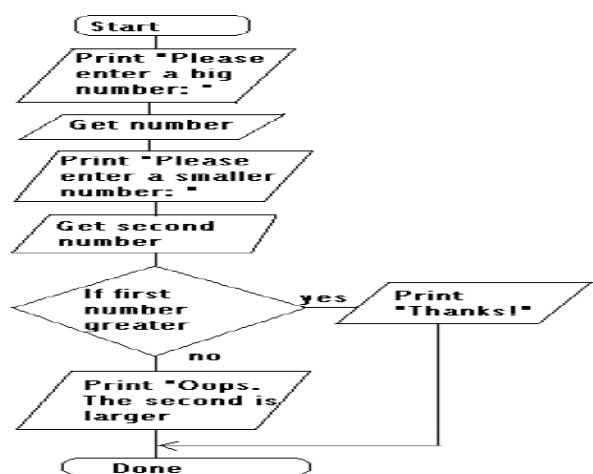 Start
Print "Please
enter a big
number: "
Get number
Print "Please
enter a smaller
number: "
Get second
number
If first
number
greater
yes
Print
"Thanks!"
no
Print "Oops.
The second is
larger
Done